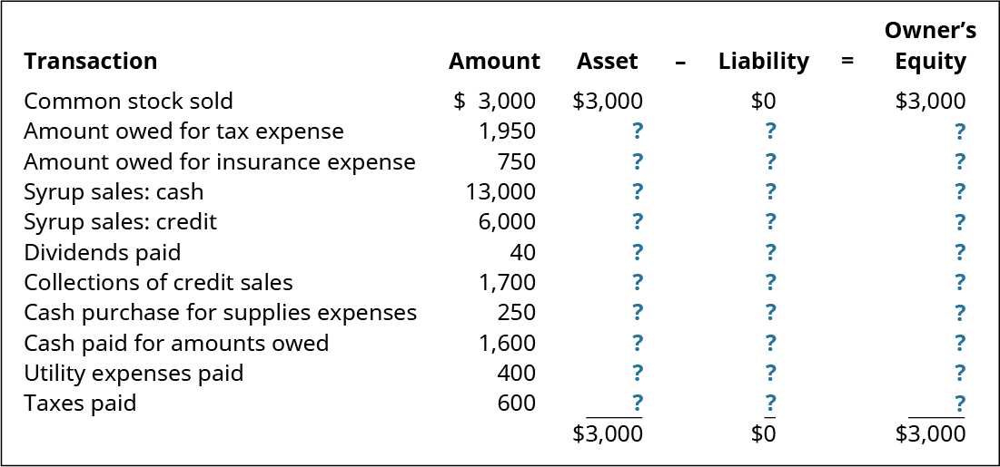 Owner’s
Transaction Amount Asset – Liability = Equity
Common stock sold $ 3,000 $3,000 $0 $3,000
Amount owed for tax expense 1,950 ? ? ?
Amount owed for insurance expense 750 ? ? ?
Syrup sales: cash 13,000 ? ? ?
Syrup sales: credit 6,000 ? ? ?
Dividends paid 40 ? ? ?
Collections of credit sales 1,700 ? ? ?
Cash purchase for supplies expenses 250 ? ? ?
Cash paid for amounts owed 1,600 ? ? ?
Utility expenses paid 400 ? ? ?
Taxes paid 600 ? ? ?
$3,000 $0 $3,000